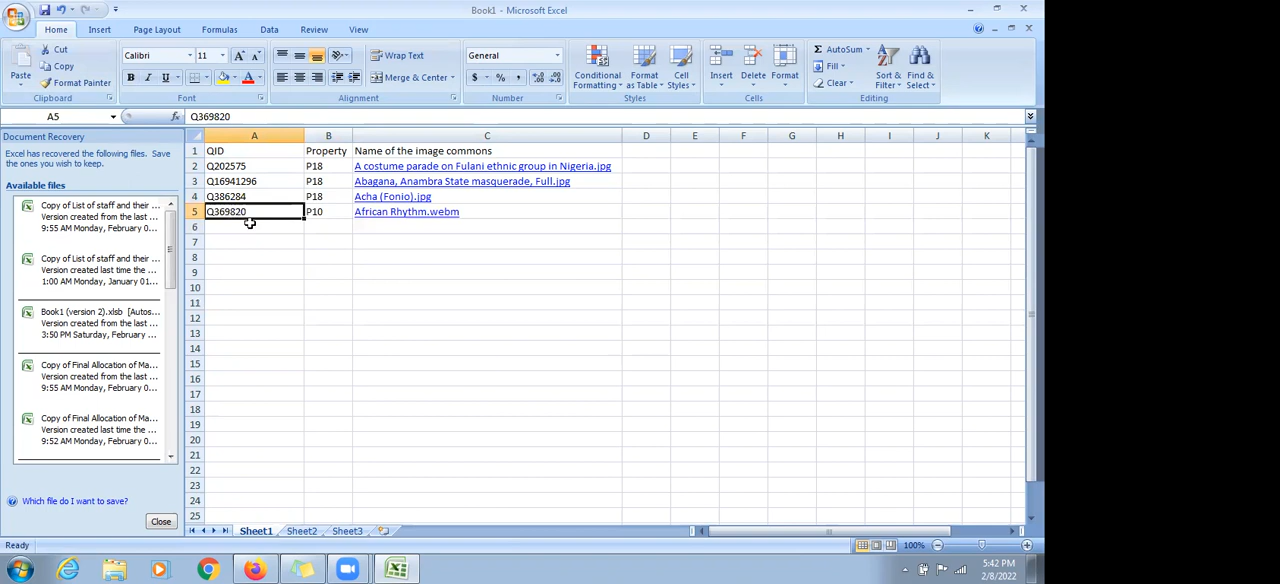 Book1 - Microsoft Excel
Home Insert Page Layout Formulas Data Review View
Paste Cut Copy Format Painter Clipboard
Calibri 11 A A B I U A Font
Wrap Text Merge & Center Alignment
General $ % , Number
Conditional Formatting Format as Table Cell Styles Styles
Insert Delete Format Cells
Σ AutoSum Fill Clear Sort & Filter Find & Select Editing
A5 fx Q369820
Document Recovery
Excel has recovered the following files. Save
the ones you wish to keep.
Available files
Copy of List of staff and their ...
Version created from the last ...
9:55 AM Monday, February 0...
Copy of List of staff and their ...
Version created last time the ...
1:00 AM Monday, January 01...
Book1 (version 2).xlsb [Autos...
Version created from the last ...
3:50 PM Saturday, February ...
Copy of Final Allocation of Ma...
Version created from the last ...
9:55 AM Monday, February 0...
Copy of Final Allocation of Ma...
Version created from the last ...
9:52 AM Monday, February 0...
Which file do I want to save?
Close
A B C D E F G H I J K
1 QID Property Name of the image commons
2 Q202575 P18 A costume parade on Fulani ethnic group in Nigeria.jpg
3 Q16941296 P18 Abagana, Anambra State masquerade, Full.jpg
4 Q386284 P18 Acha (Fonio).jpg
5 Q369820 P10 African Rhythm.webm
6
7
8
9
10
11
12
13
14
15
16
17
18
19
20
21
22
23
24
25
Sheet1 Sheet2 Sheet3
Ready 100%
5:42 PM
2/8/2022